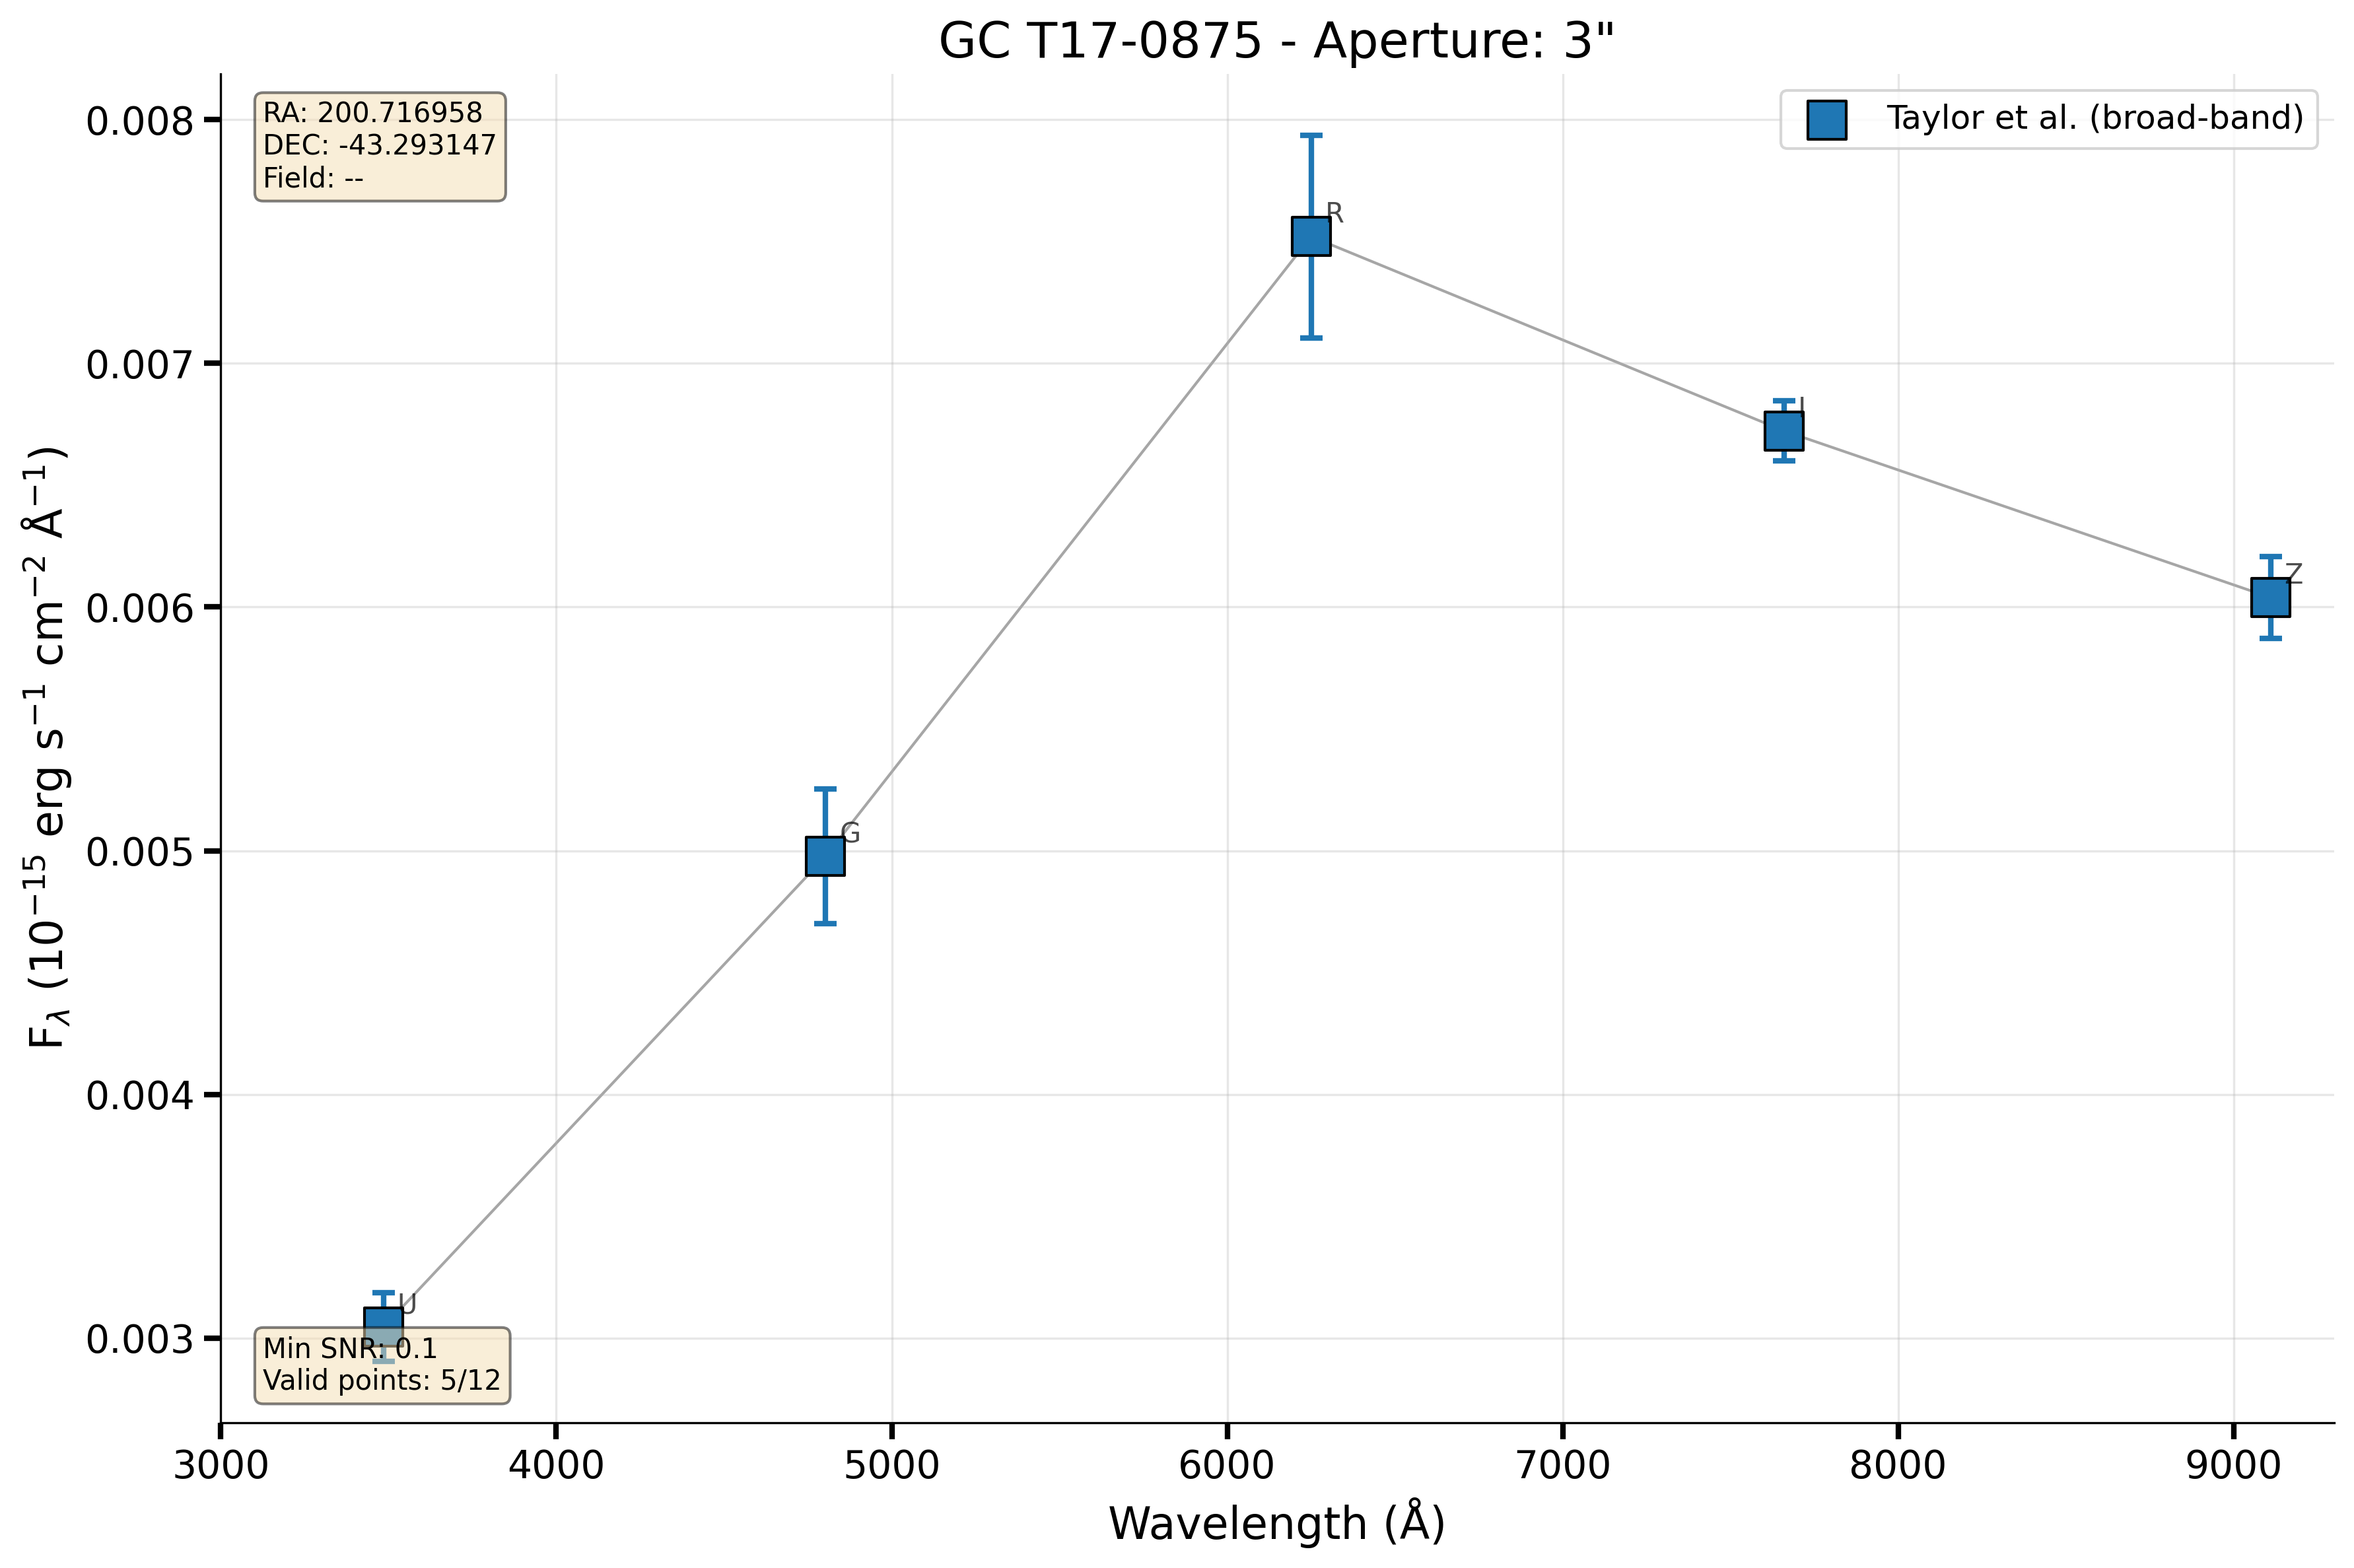 GC T17-0875 - Aperture: 3"
RA: 200.716958
DEC: -43.293147
Field: --
Taylor et al. (broad-band)
0.008
0.007
0.006
0.005
0.004
0.003
F_λ (10⁻¹⁵ erg s⁻¹ cm⁻² Å⁻¹)
R
I
Z
G
U
Min SNR: 0.1
Valid points: 5/12
3000 4000 5000 6000 7000 8000 9000
Wavelength (Å)